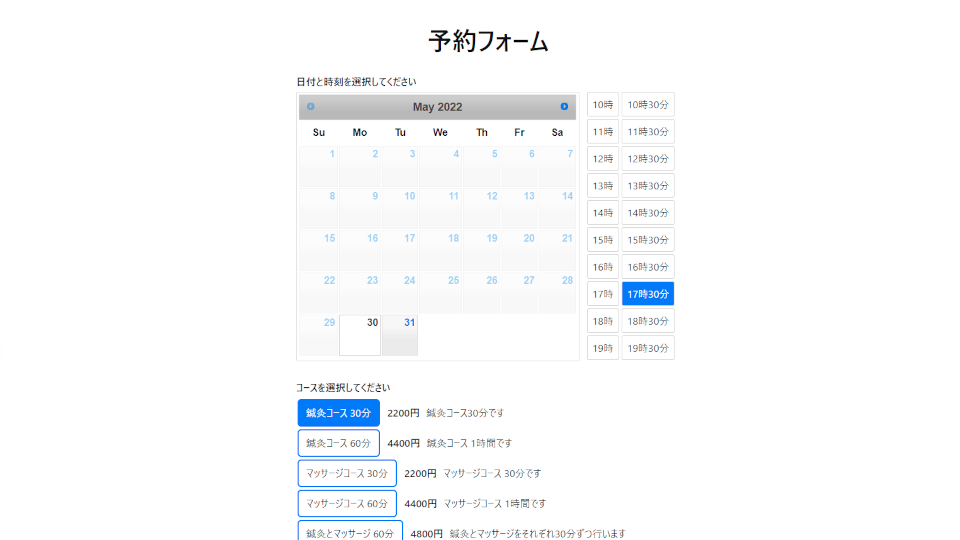 予約フォーム
日付と時刻を選択してください
May 2022
Su Mo Tu We Th Fr Sa
1 2 3 4 5 6 7
8 9 10 11 12 13 14
15 16 17 18 19 20 21
22 23 24 25 26 27 28
29 30 31
10時 10時30分
11時 11時30分
12時 12時30分
13時 13時30分
14時 14時30分
15時 15時30分
16時 16時30分
17時 17時30分
18時 18時30分
19時 19時30分
コースを選択してください
鍼灸コース 30分 2200円 鍼灸コース30分です
鍼灸コース 60分 4400円 鍼灸コース 1時間です
マッサージコース 30分 2200円 マッサージコース 30分です
マッサージコース 60分 4400円 マッサージコース 1時間です
鍼灸とマッサージ 60分 4800円 鍼灸とマッサージをそれぞれ30分ずつ行います